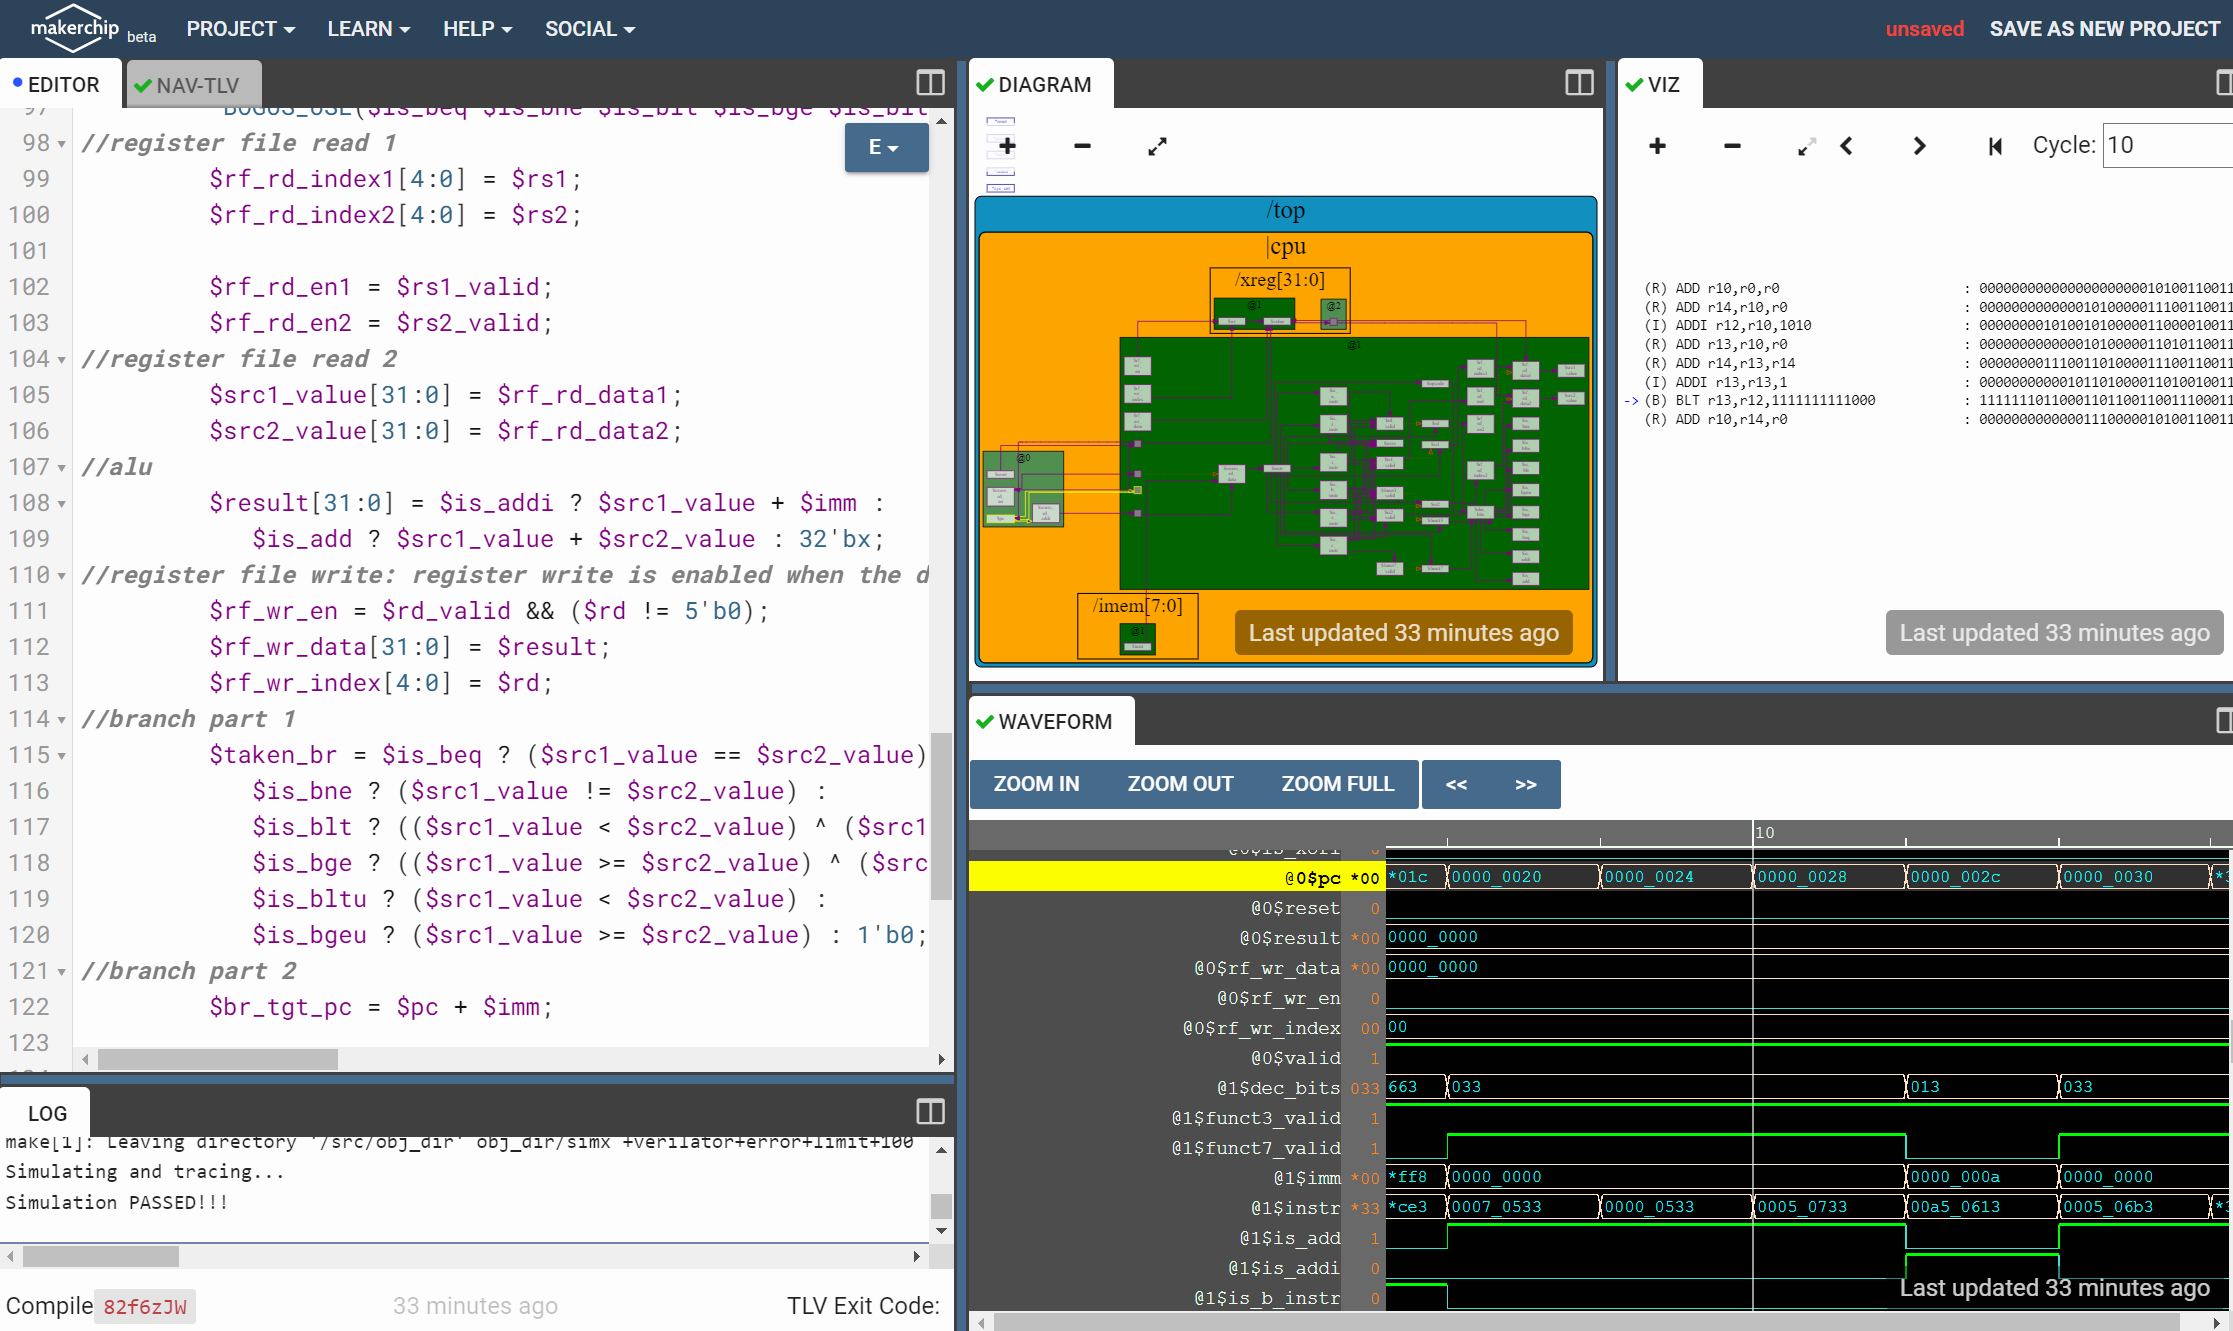 makerchip beta PROJECT LEARN HELP SOCIAL unsaved SAVE AS NEW PROJECT
EDITOR NAV-TLV
98 //register file read 1
99 $rf_rd_index1[4:0] = $rs1;
100 $rf_rd_index2[4:0] = $rs2;
101
102 $rf_rd_en1 = $rs1_valid;
103 $rf_rd_en2 = $rs2_valid;
104 //register file read 2
105 $src1_value[31:0] = $rf_rd_data1;
106 $src2_value[31:0] = $rf_rd_data2;
107 //alu
108 $result[31:0] = $is_addi ? $src1_value + $imm :
109 $is_add ? $src1_value + $src2_value : 32'bx;
110 //register file write: register write is enabled when the d
111 $rf_wr_en = $rd_valid && ($rd != 5'b0);
112 $rf_wr_data[31:0] = $result;
113 $rf_wr_index[4:0] = $rd;
114 //branch part 1
115 $taken_br = $is_beq ? ($src1_value == $src2_value)
116 $is_bne ? ($src1_value != $src2_value) :
117 $is_blt ? (($src1_value < $src2_value) ^ ($src1
118 $is_bge ? (($src1_value >= $src2_value) ^ ($src
119 $is_bltu ? ($src1_value < $src2_value) :
120 $is_bgeu ? ($src1_value >= $src2_value) : 1'b0;
121 //branch part 2
122 $br_tgt_pc = $pc + $imm;
123
E
LOG
make[1]: Leaving directory '/src/obj_dir' obj_dir/simx +verilator+error+limit+100
Simulating and tracing...
Simulation PASSED!!!
Compile 82f6zJW 33 minutes ago TLV Exit Code:
DIAGRAM
/top
|cpu
/xreg[31:0]
@1 @2
@1
@0
/imem[7:0]
@1
Last updated 33 minutes ago
VIZ
Cycle: 10
(R) ADD r10,r0,r0
(R) ADD r14,r10,r0
(I) ADDI r12,r10,1010
(R) ADD r13,r10,r0
(R) ADD r14,r13,r14
(I) ADDI r13,r13,1
-> (B) BLT r13,r12,1111111111000
(R) ADD r10,r14,r0
Last updated 33 minutes ago
WAVEFORM
ZOOM IN ZOOM OUT ZOOM FULL << >>
10
@0$pc *00 *01c 0000_0020 0000_0024 0000_0028 0000_002c 0000_0030
@0$reset 0
@0$result *00 0000_0000
@0$rf_wr_data *00 0000_0000
@0$rf_wr_en 0
@0$rf_wr_index 00 00
@0$valid 1
@1$dec_bits 033 663 033 013 033
@1$funct3_valid 1
@1$funct7_valid 1
@1$imm *00 *ff8 0000_0000 0000_000a 0000_0000
@1$instr *33 *ce3 0007_0533 0000_0533 0005_0733 00a5_0613 0005_06b3
@1$is_add 1
@1$is_addi 0
@1$is_b_instr 0
Last updated 33 minutes ago